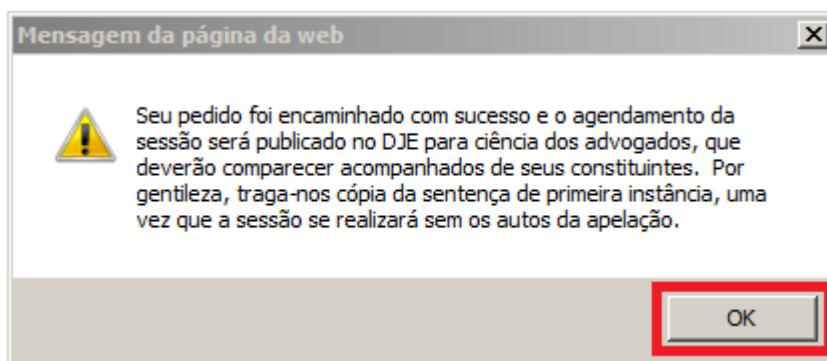 Mensagem da página da web
Seu pedido foi encaminhado com sucesso e o agendamento da
sessão será publicado no DJE para ciência dos advogados, que
deverão comparecer acompanhados de seus constituintes.  Por
gentileza, traga-nos cópia da sentença de primeira instância, uma
vez que a sessão se realizará sem os autos da apelação.
OK